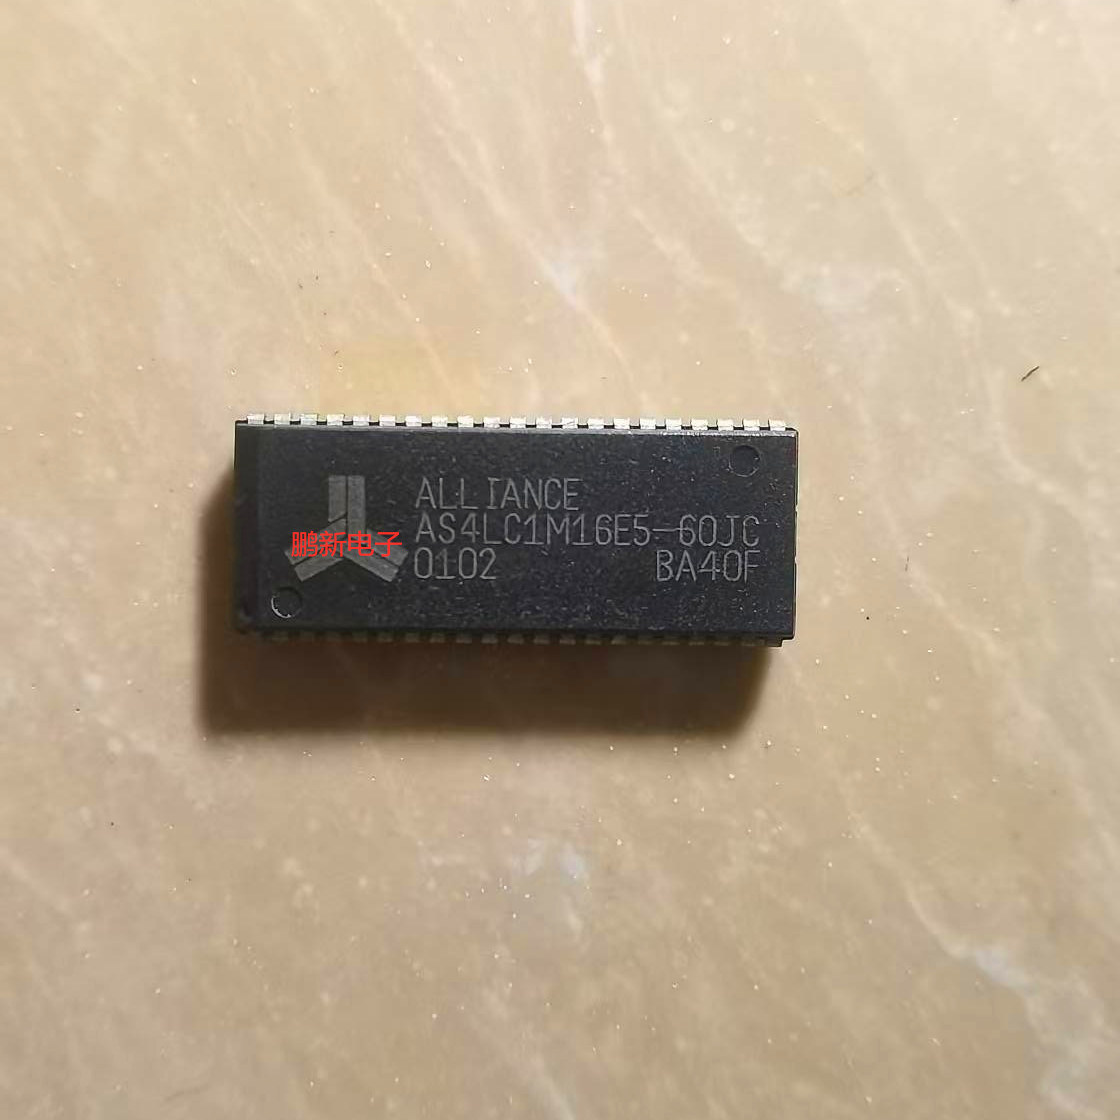 ALLIANCE
AS4LC1M16E5-60JC
0102 BA40F
鹏新电子